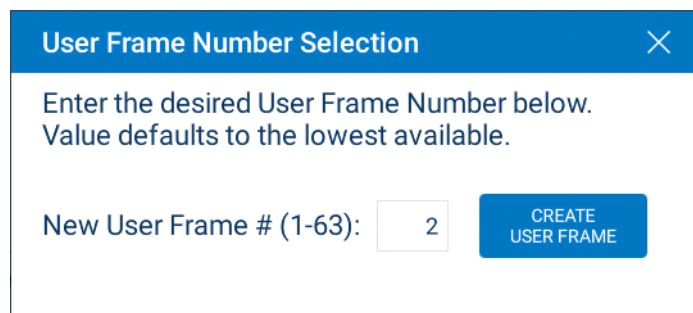 User Frame Number Selection
Enter the desired User Frame Number below.
Value defaults to the lowest available.
New User Frame # (1-63): 2
CREATE
USER FRAME